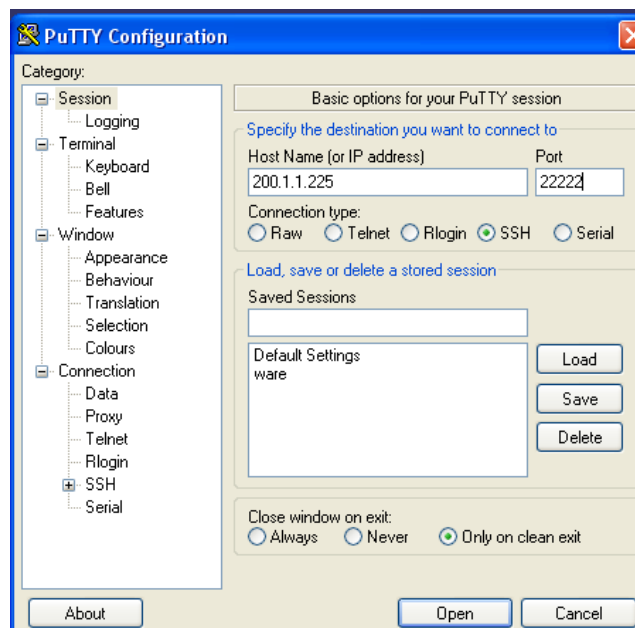 PuTTY Configuration
Category:
Session
Logging
Terminal
Keyboard
Bell
Features
Window
Appearance
Behaviour
Translation
Selection
Colours
Connection
Data
Proxy
Telnet
Rlogin
SSH
Serial
Basic options for your PuTTY session
Specify the destination you want to connect to
Host Name (or IP address) Port
200.1.1.225 22222
Connection type:
Raw Telnet Rlogin SSH Serial
Load, save or delete a stored session
Saved Sessions
Default Settings
ware
Load
Save
Delete
Close window on exit:
Always Never Only on clean exit
About Open Cancel